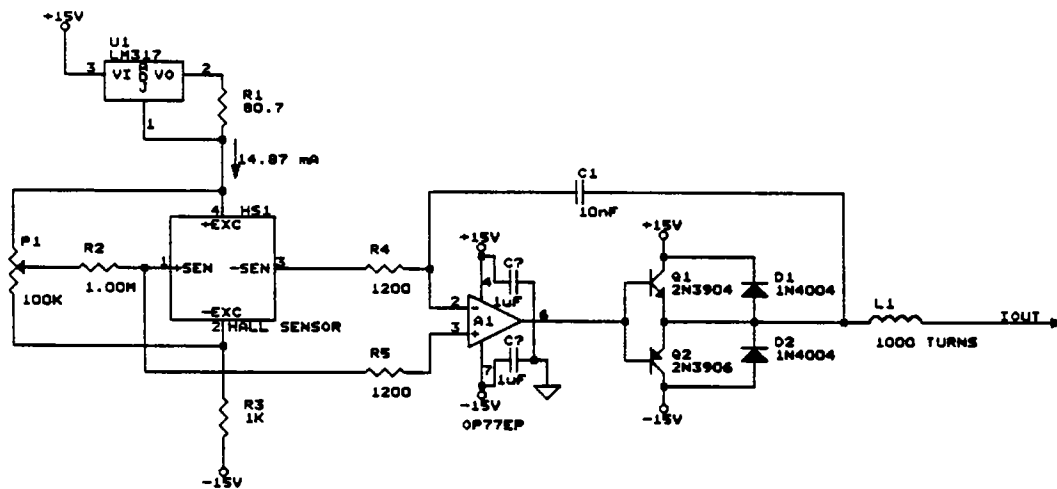 +15V
U1
LM317
3
VI
ADJ
VO
2
1
R1
80.7
14.87 mA
4
HS1
+EXC
P1
100K
R2
1.00M
1
+SEN
-SEN
3
-EXC
2
HALL SENSOR
R3
1K
-15V
R4
1200
R5
1200
C1
10nF
+15V
4
C?
1uF
2
-
A1
3
+
6
7
C?
1uF
-15V
OP77EP
+15V
Q1
2N3904
D1
1N4004
Q2
2N3906
D2
1N4004
-15V
L1
1000 TURNS
IOUT